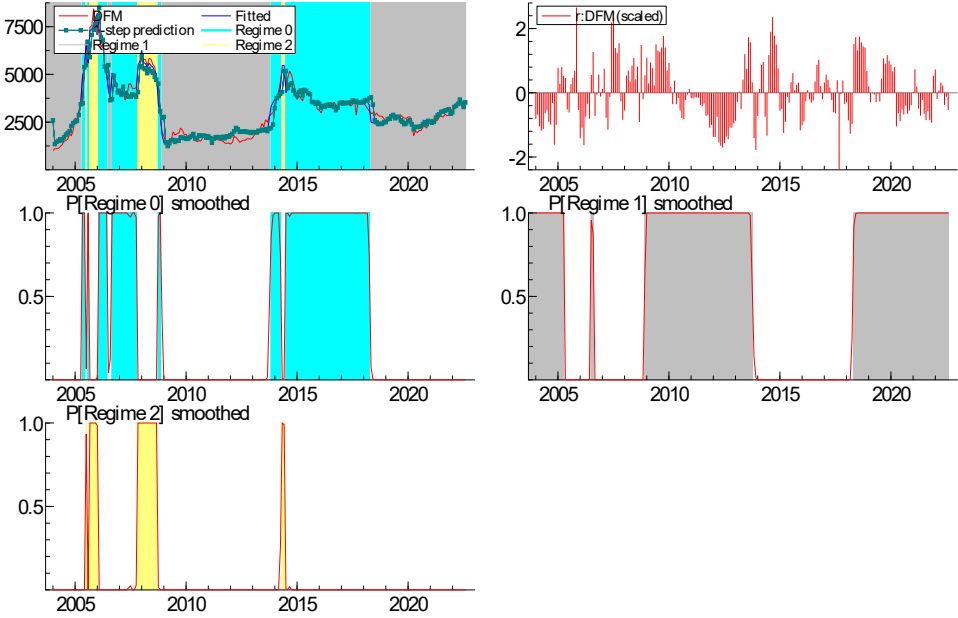 DFM Fitted
1-step prediction Regime 0
Regime 1 Regime 2
7500
5000
2500
2005 2010 2015 2020
r:DFM (scaled)
2
0
-2
2005 2010 2015 2020
P[Regime 0] smoothed
1.0
0.5
2005 2010 2015 2020
P[Regime 1] smoothed
1.0
0.5
2005 2010 2015 2020
P[Regime 2] smoothed
1.0
0.5
2005 2010 2015 2020